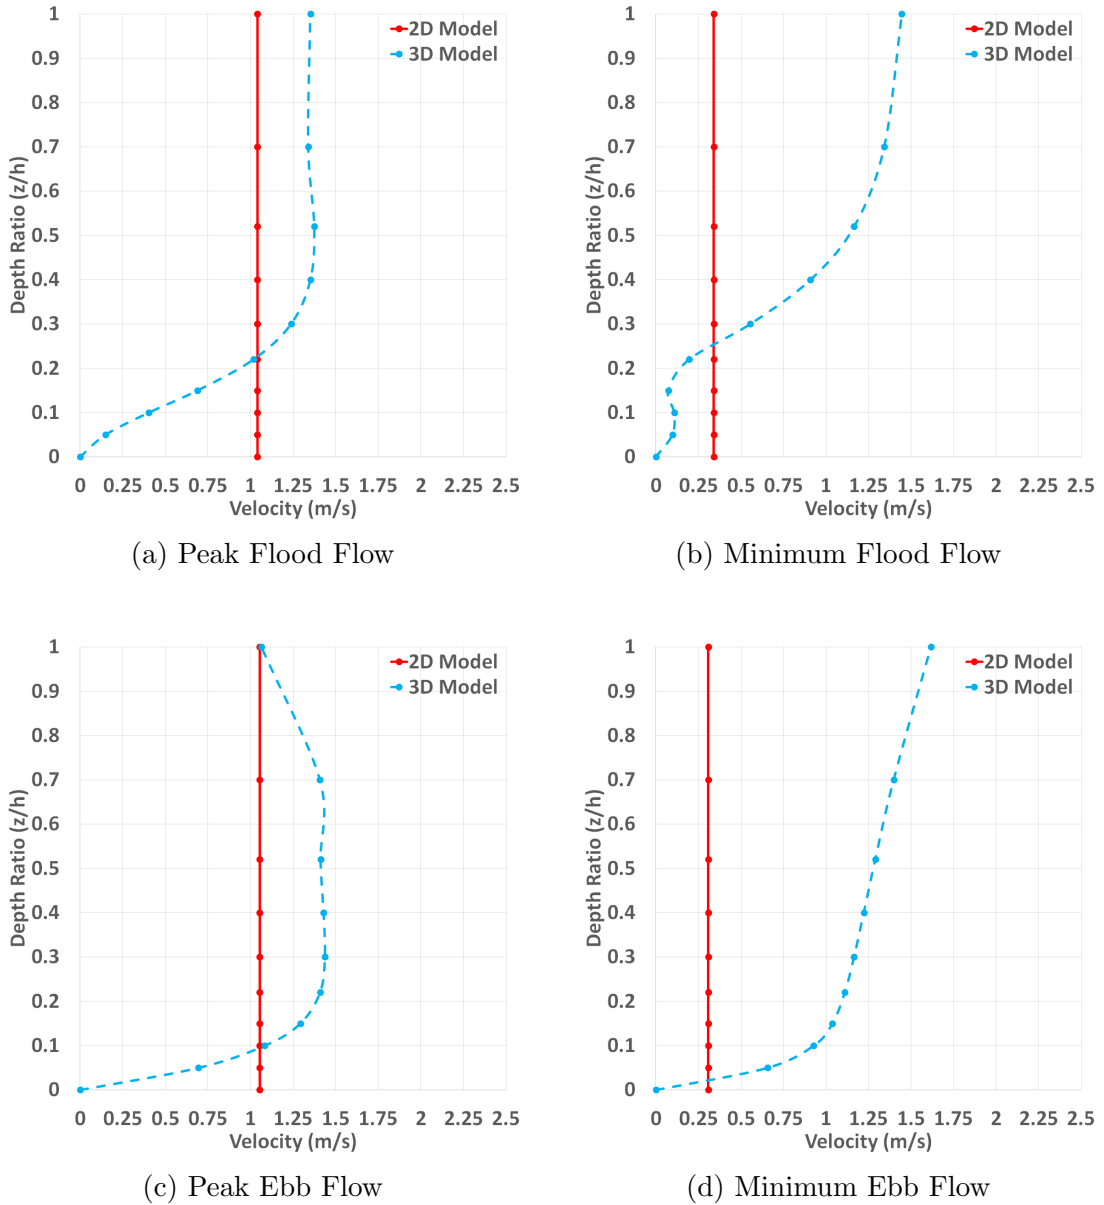 1
0.9
0.8
0.7
0.6
0.5
0.4
0.3
0.2
0.1
0
Depth Ratio (z/h)
2D Model
3D Model
0 0.25 0.5 0.75 1 1.25 1.5 1.75 2 2.25 2.5
Velocity (m/s)
(a) Peak Flood Flow
1
0.9
0.8
0.7
0.6
0.5
0.4
0.3
0.2
0.1
0
Depth Ratio (z/h)
2D Model
3D Model
0 0.25 0.5 0.75 1 1.25 1.5 1.75 2 2.25 2.5
Velocity (m/s)
(b) Minimum Flood Flow
1
0.9
0.8
0.7
0.6
0.5
0.4
0.3
0.2
0.1
0
Depth Ratio (z/h)
2D Model
3D Model
0 0.25 0.5 0.75 1 1.25 1.5 1.75 2 2.25 2.5
Velocity (m/s)
(c) Peak Ebb Flow
1
0.9
0.8
0.7
0.6
0.5
0.4
0.3
0.2
0.1
0
Depth Ratio (z/h)
2D Model
3D Model
0 0.25 0.5 0.75 1 1.25 1.5 1.75 2 2.25 2.5
Velocity (m/s)
(d) Minimum Ebb Flow